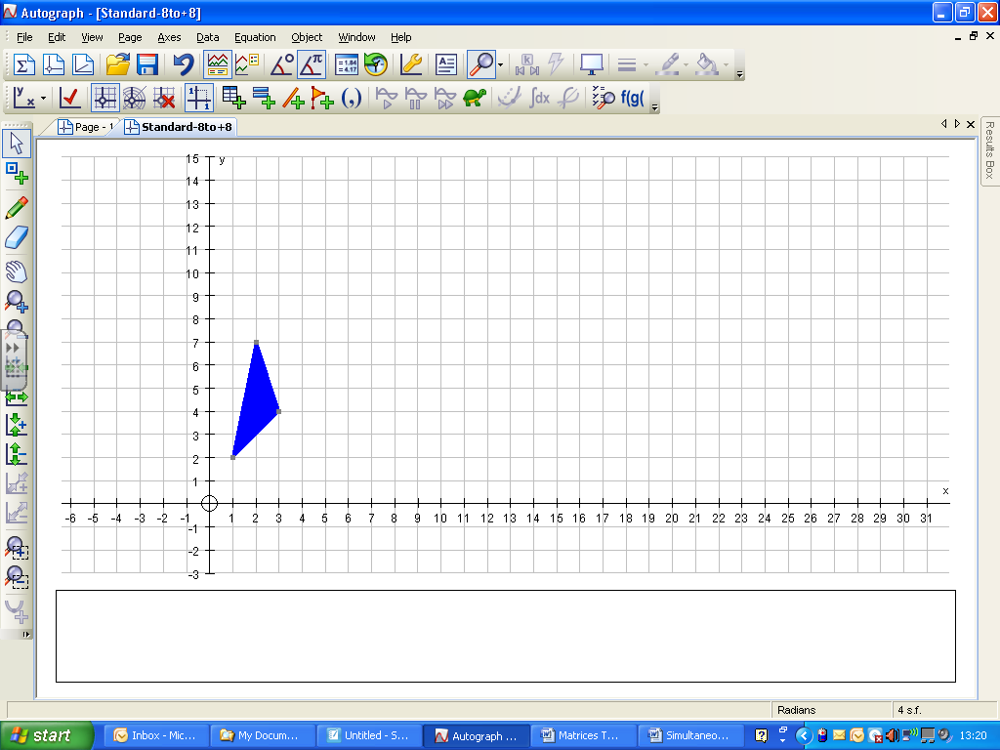 Autograph - [Standard-8to+8]
File Edit View Page Axes Data Equation Object Window Help
Page - 1 Standard-8to+8
Results Box
y
15
14
13
12
11
10
9
8
7
6
5
4
3
2
1
x
-6 -5 -4 -3 -2 -1 1 2 3 4 5 6 7 8 9 10 11 12 13 14 15 16 17 18 19 20 21 22 23 24 25 26 27 28 29 30 31
-1
-2
-3
Radians 4 s.f.
start Inbox - Mic... My Docum... Untitled - S... Autograph ... Matrices T... Simultaneo... 13:20